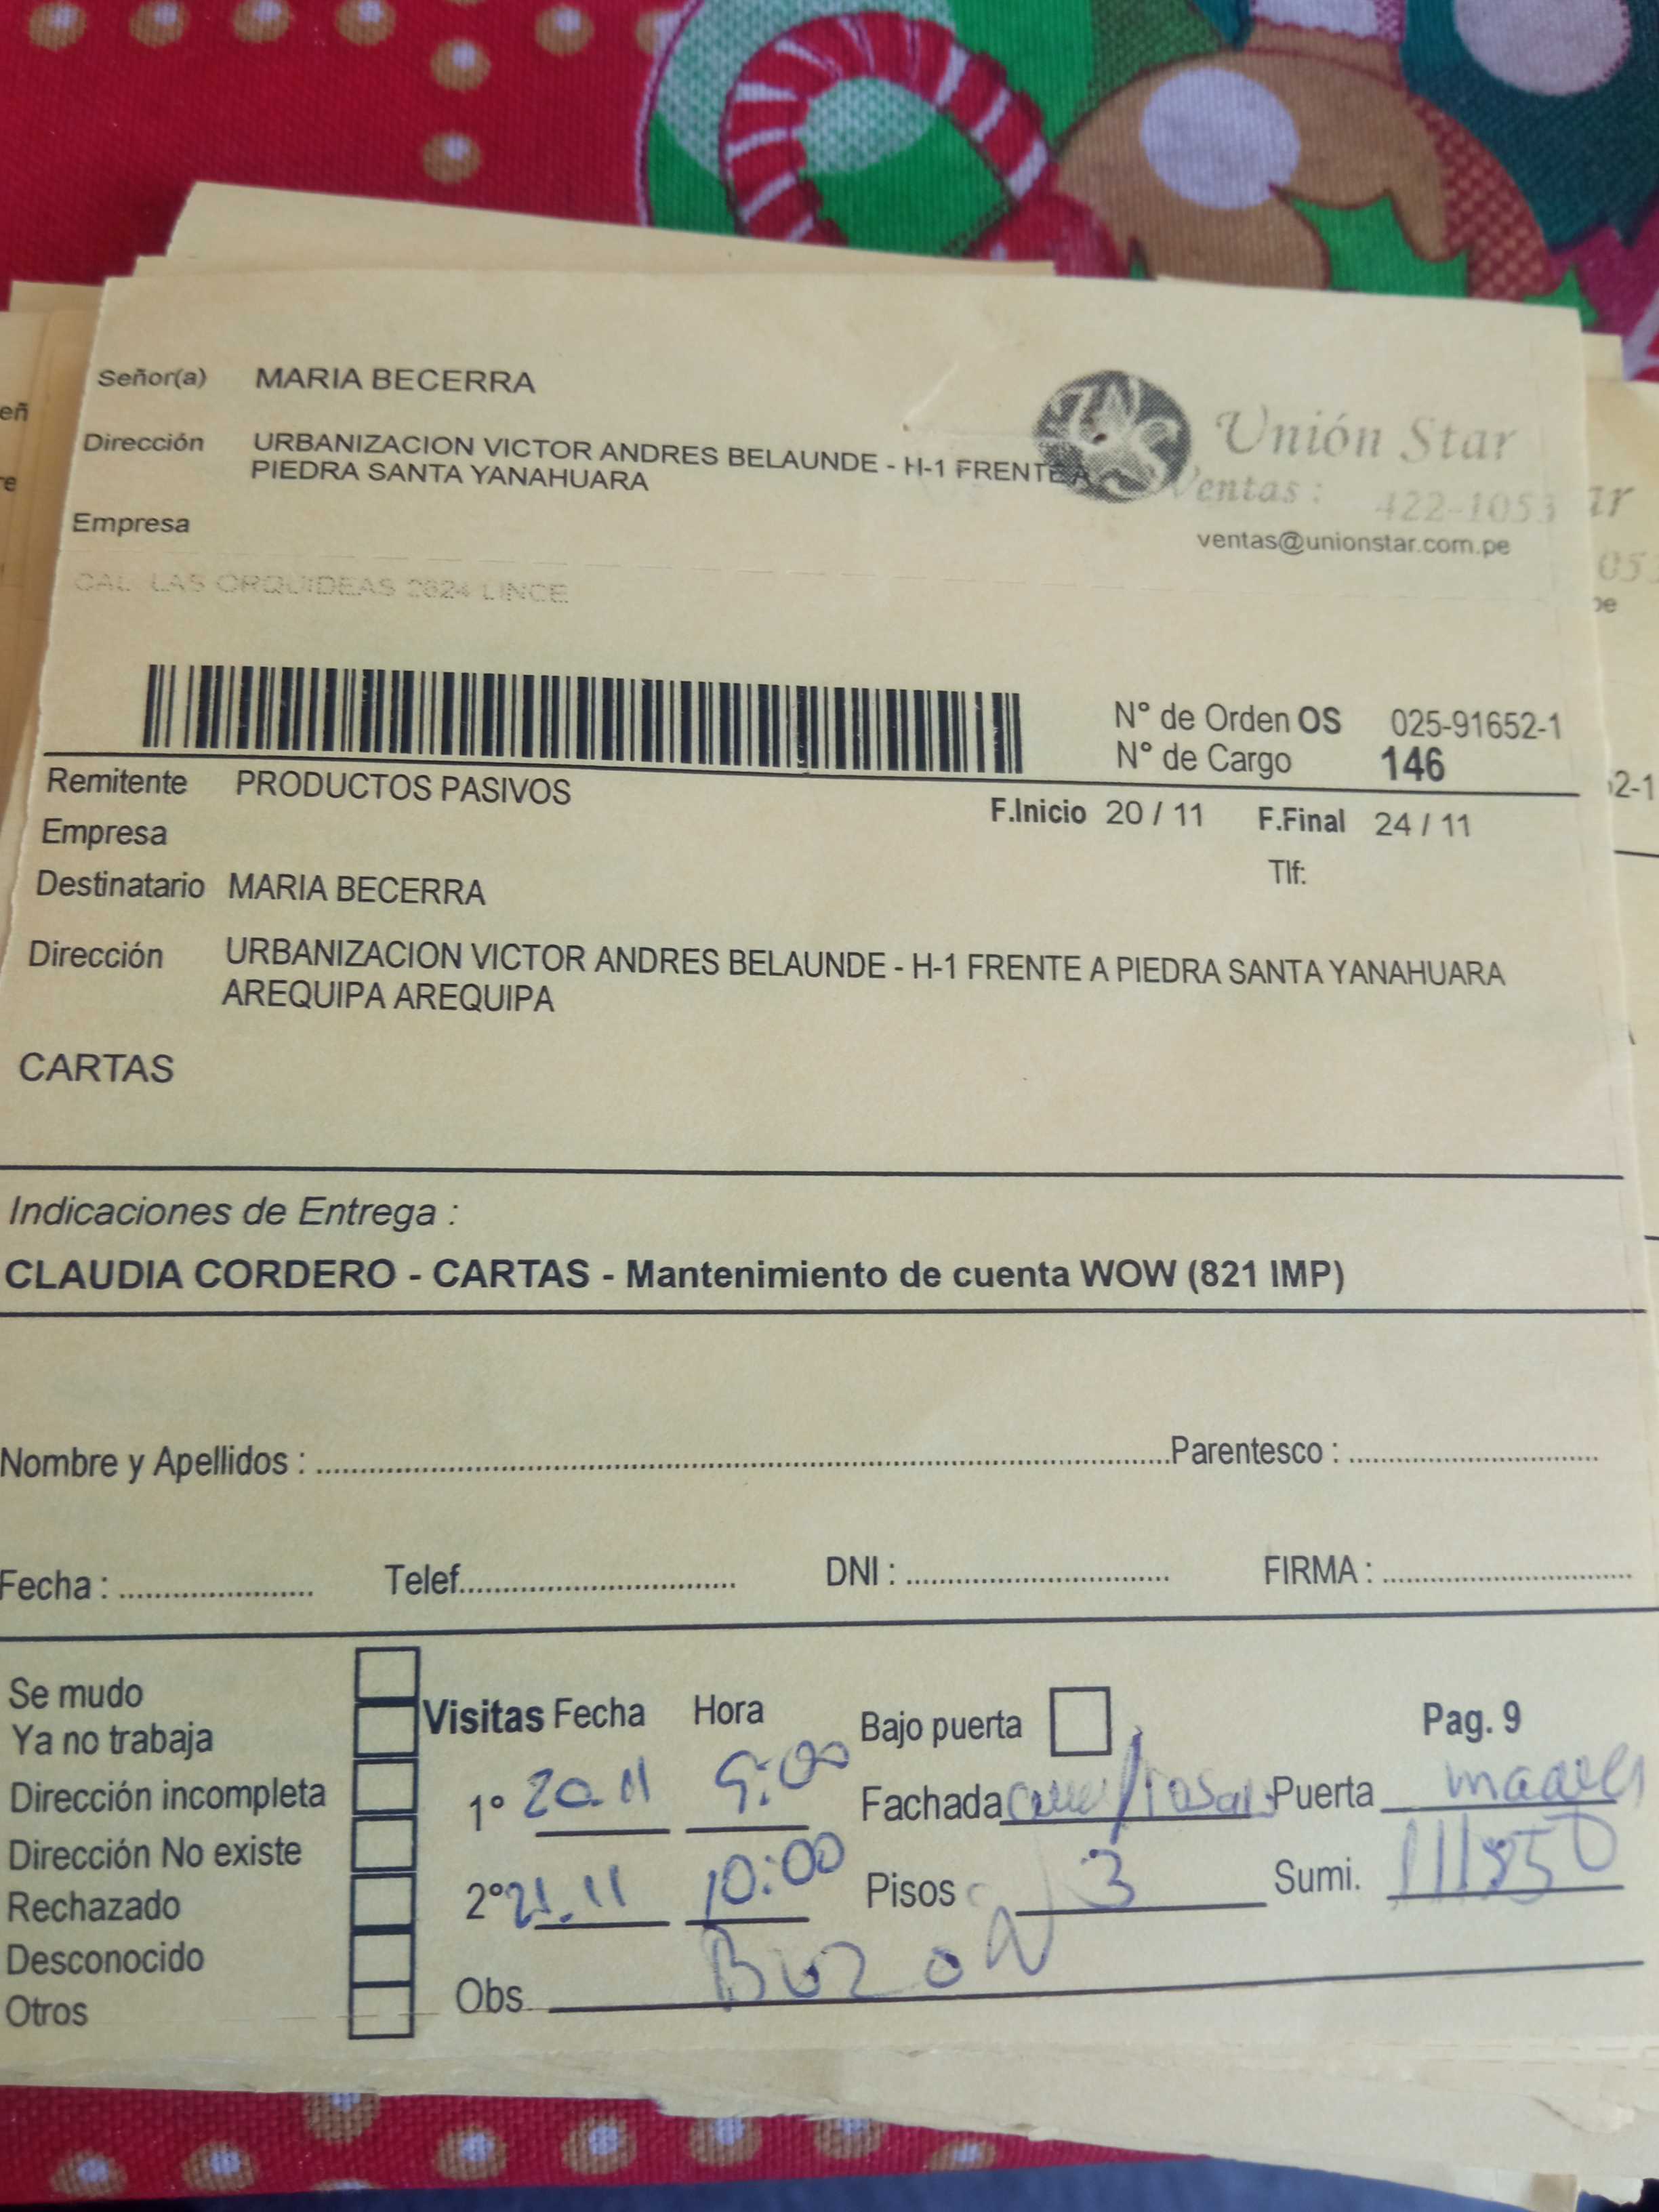 Señor(a) MARIA BECERRA
Dirección URBANIZACION VICTOR ANDRES BELAUNDE - H-1 FRENTE A
PIEDRA SANTA YANAHUARA
Unión Star
Ventas : 422-1053
ventas@unionstar.com.pe
Empresa
CAL LAS ORQUIDEAS 2624 LINCE
N° de Orden OS 025-91652-1
N° de Cargo 146
Remitente PRODUCTOS PASIVOS
F.Inicio 20 / 11 F.Final 24 / 11
Empresa
Tlf:
Destinatario MARIA BECERRA
Dirección URBANIZACION VICTOR ANDRES BELAUNDE - H-1 FRENTE A PIEDRA SANTA YANAHUARA
AREQUIPA AREQUIPA
CARTAS
Indicaciones de Entrega :
CLAUDIA CORDERO - CARTAS - Mantenimiento de cuenta WOW (821 IMP)
Nombre y Apellidos : Parentesco :
Fecha : Telef. DNI : FIRMA :
Se mudo
Ya no trabaja
Dirección incompleta
Dirección No existe
Rechazado
Desconocido
Otros
Visitas Fecha Hora
1° 20.11 9:00
2° 21.11 10:00
Obs BUZON
Bajo puerta
Pag. 9
Fachada Puerta
Pisos 3 Sumi. 111850